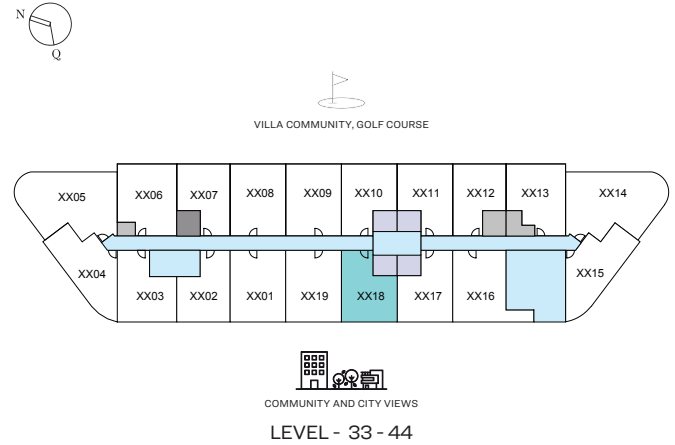 N
Q
VILLA COMMUNITY, GOLF COURSE
XX05 XX06 XX07 XX08 XX09 XX10 XX11 XX12 XX13 XX14
XX04 XX15
XX03 XX02 XX01 XX19 XX18 XX17 XX16
COMMUNITY AND CITY VIEWS
LEVEL - 33 - 44